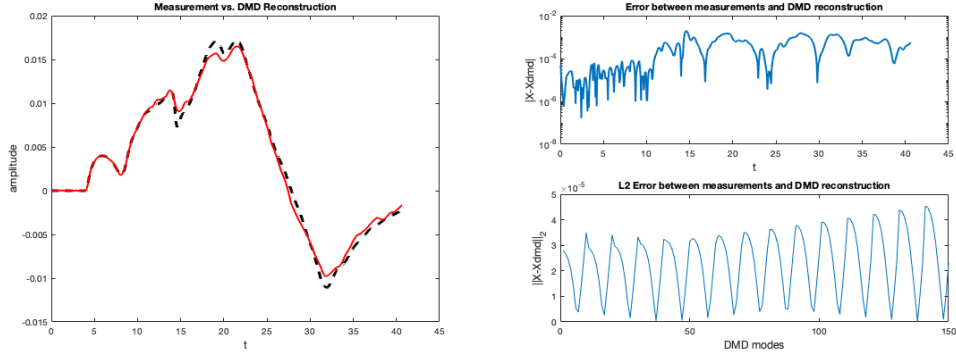 Measurement vs. DMD Reconstruction
0.02
0.015
0.01
0.005
0
-0.005
-0.01
-0.015
amplitude
0 5 10 15 20 25 30 35 40 45
t
Error between measurements and DMD reconstruction
10-2
10-4
10-6
10-8
|X-Xdmd|
0 5 10 15 20 25 30 35 40 45
t
L2 Error between measurements and DMD reconstruction
×10-5
5
4
3
2
1
0
||X-Xdmd||2
0 50 100 150
DMD modes